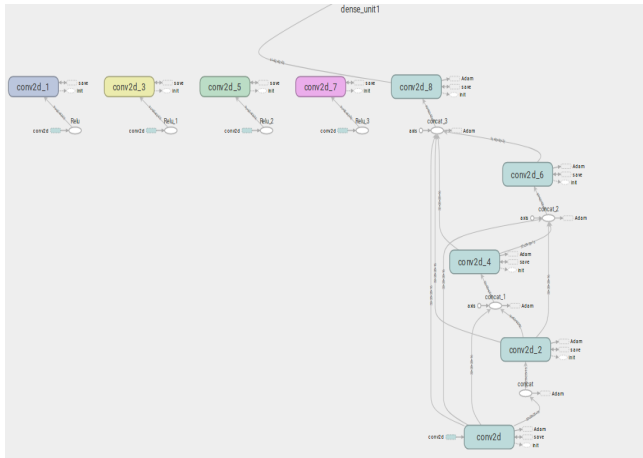 dense_unit1
conv2d_1
save
init
conv2d_3
save
init
conv2d_5
save
init
conv2d_7
save
init
conv2d_8
Adam
save
init
conv2d
Relu
conv2d
Relu_1
conv2d
Relu_2
conv2d
Relu_3
axis
concat_3
Adam
conv2d_6
Adam
save
init
axis
concat_2
Adam
conv2d_4
Adam
save
init
axis
concat_1
Adam
conv2d_2
Adam
save
init
concat
Adam
conv2d
conv2d
Adam
save
init